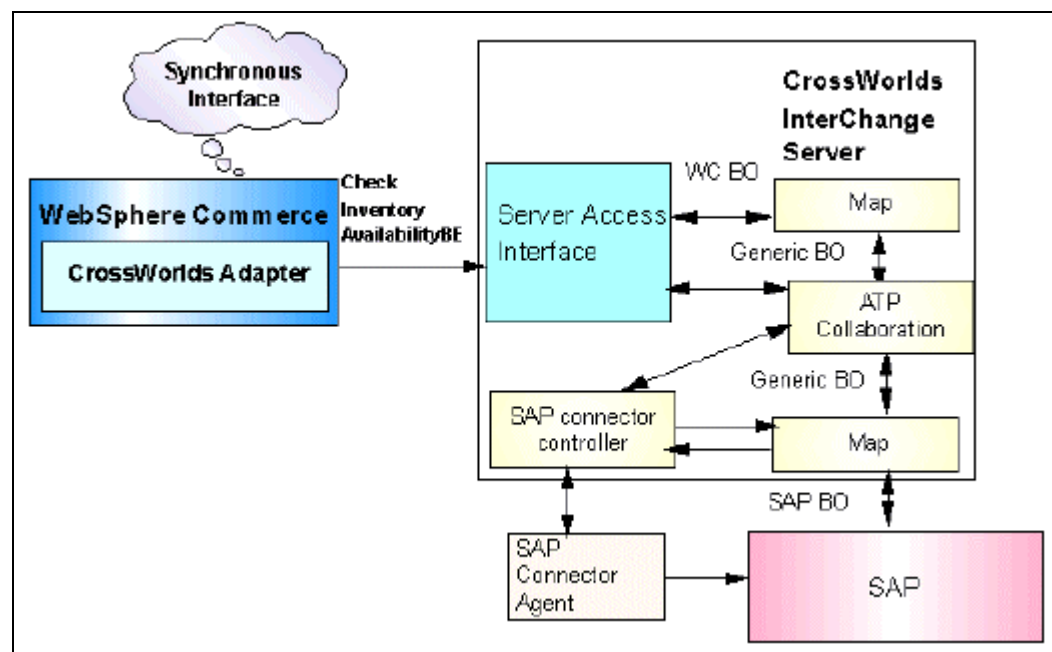 Synchronous
Interface
CrossWorlds
InterChange
Server
WebSphere Commerce
CrossWorlds Adapter
Check
Inventory
AvailabilityBE
Server Access
Interface
WC BO
Map
Generic BO
ATP
Collaboration
Generic BO
SAP connector
controller
Map
SAP BO
SAP
Connector
Agent
SAP